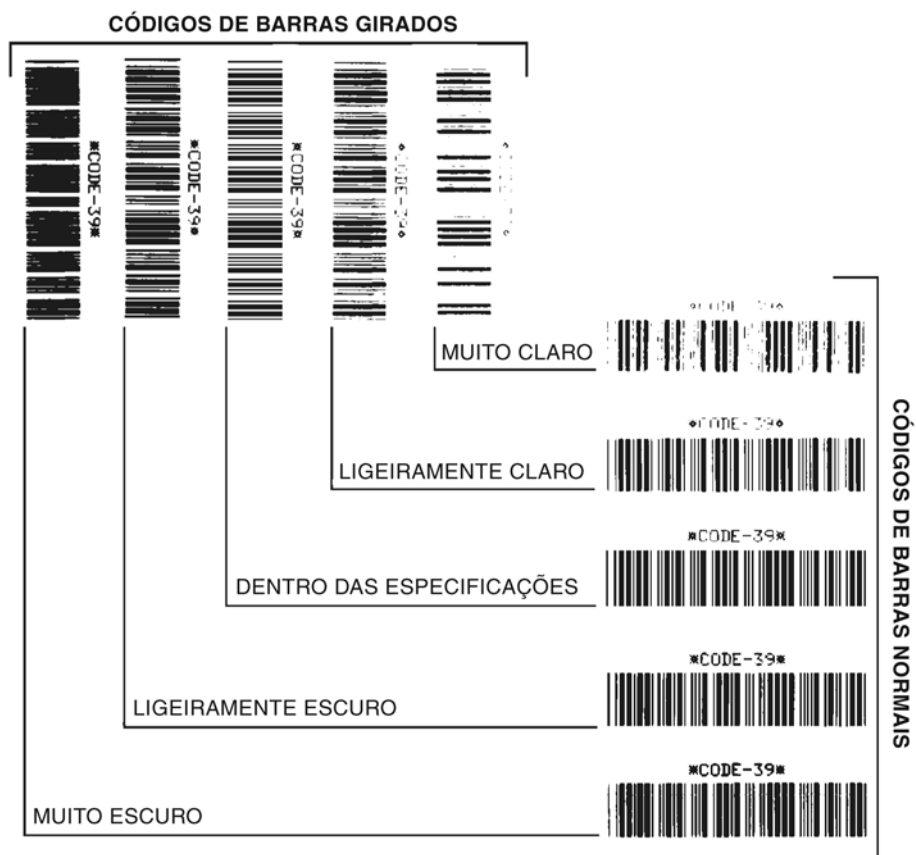 CÓDIGOS DE BARRAS GIRADOS
*CODE-39*
*CODE-39*
*CODE-39*
MUITO CLARO
LIGEIRAMENTE CLARO
*CODE-39*
DENTRO DAS ESPECIFICAÇÕES
*CODE-39*
LIGEIRAMENTE ESCURO
*CODE-39*
MUITO ESCURO
*CODE-39*
CÓDIGOS DE BARRAS NORMAIS